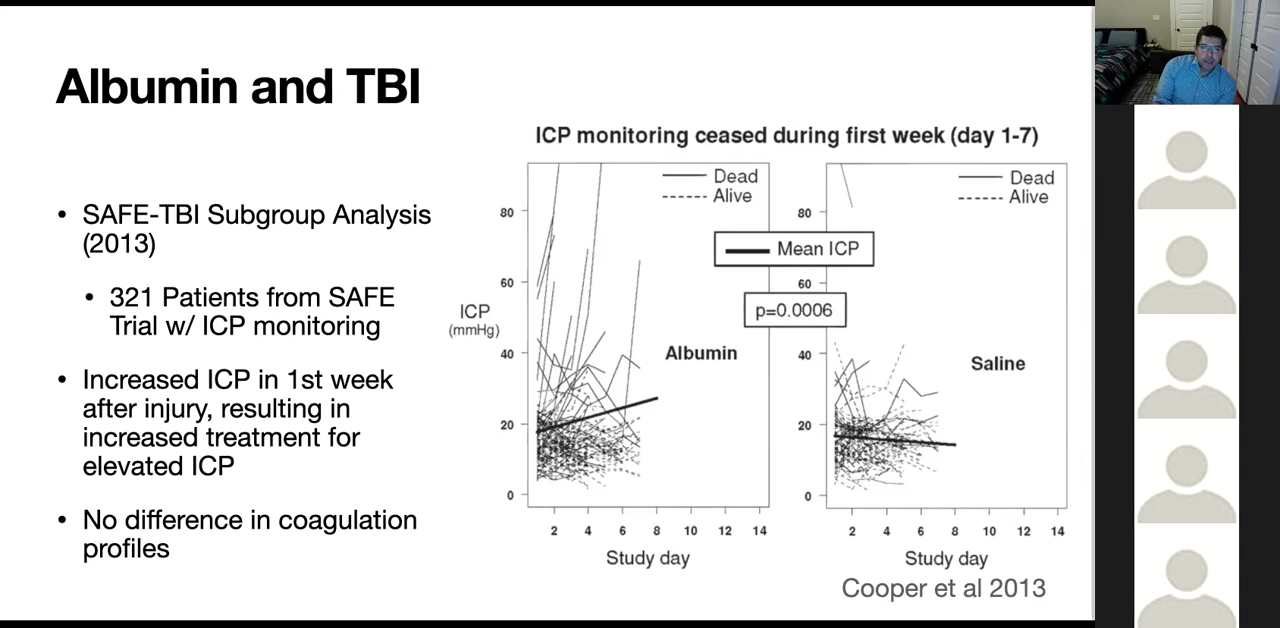 Albumin and TBI
• SAFE-TBI Subgroup Analysis
(2013)
• 321 Patients from SAFE
Trial w/ ICP monitoring
• Increased ICP in 1st week
after injury, resulting in
increased treatment for
elevated ICP
• No difference in coagulation
profiles
ICP monitoring ceased during first week (day 1-7)
ICP
(mmHg)
80
60
40
20
0
Dead
Alive
Albumin
2 4 6 8 10 12 14
Study day
Mean ICP
p=0.0006
80
60
40
20
0
Dead
Alive
Saline
2 4 6 8 10 12 14
Study day
Cooper et al 2013